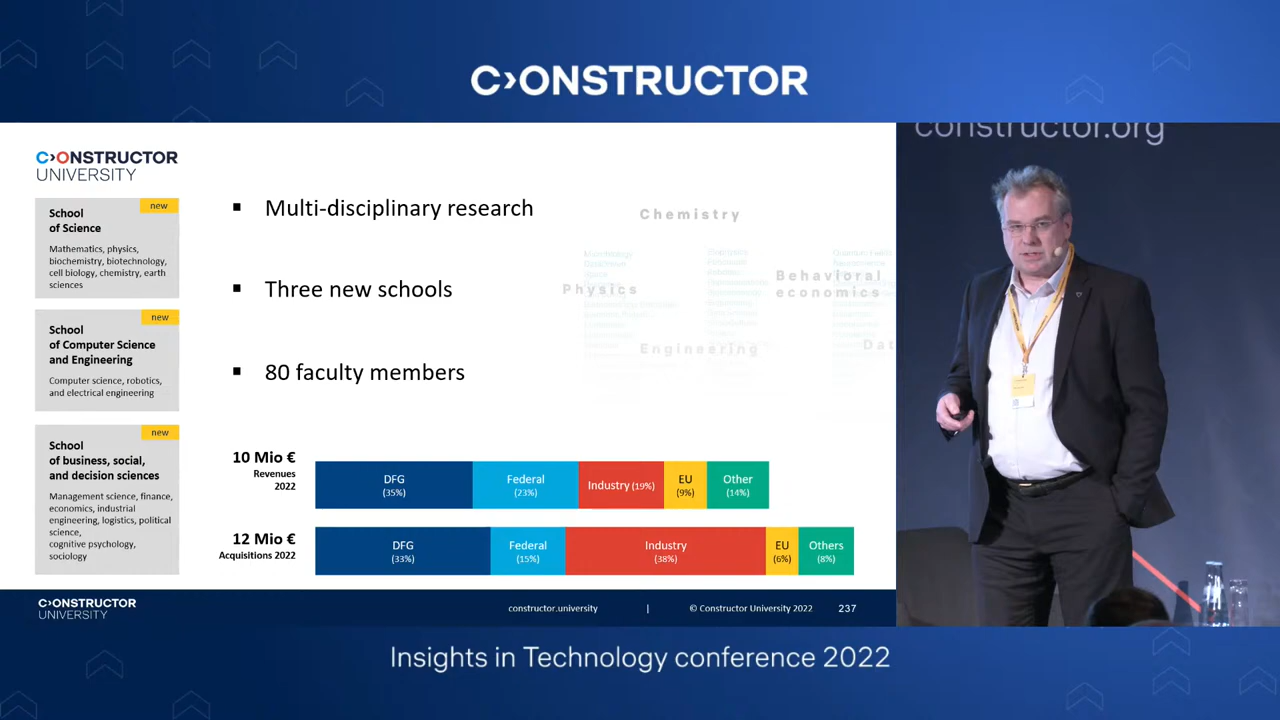 C›ONSTRUCTOR
constructor.org
C›ONSTRUCTOR
UNIVERSITY
new
School
of Science
Mathematics, physics,
biochemistry, biotechnology,
cell biology, chemistry, earth
sciences
new
School
of Computer Science
and Engineering
Computer science, robotics,
and electrical engineering
new
School
of business, social,
and decision sciences
Management science, finance,
economics, industrial
engineering, logistics, political
science,
cognitive psychology,
sociology
▪ Multi-disciplinary research
▪ Three new schools
▪ 80 faculty members
Chemistry
Physics
Behavioral
economics
Engineering
Dat
10 Mio €
Revenues
2022
DFG
(35%)
Federal
(23%)
Industry (19%)
EU
(9%)
Other
(14%)
12 Mio €
Acquisitions 2022
DFG
(33%)
Federal
(15%)
Industry
(38%)
EU
(6%)
Others
(8%)
C›ONSTRUCTOR
UNIVERSITY
constructor.university | © Constructor University 2022 237
Insights in Technology conference 2022